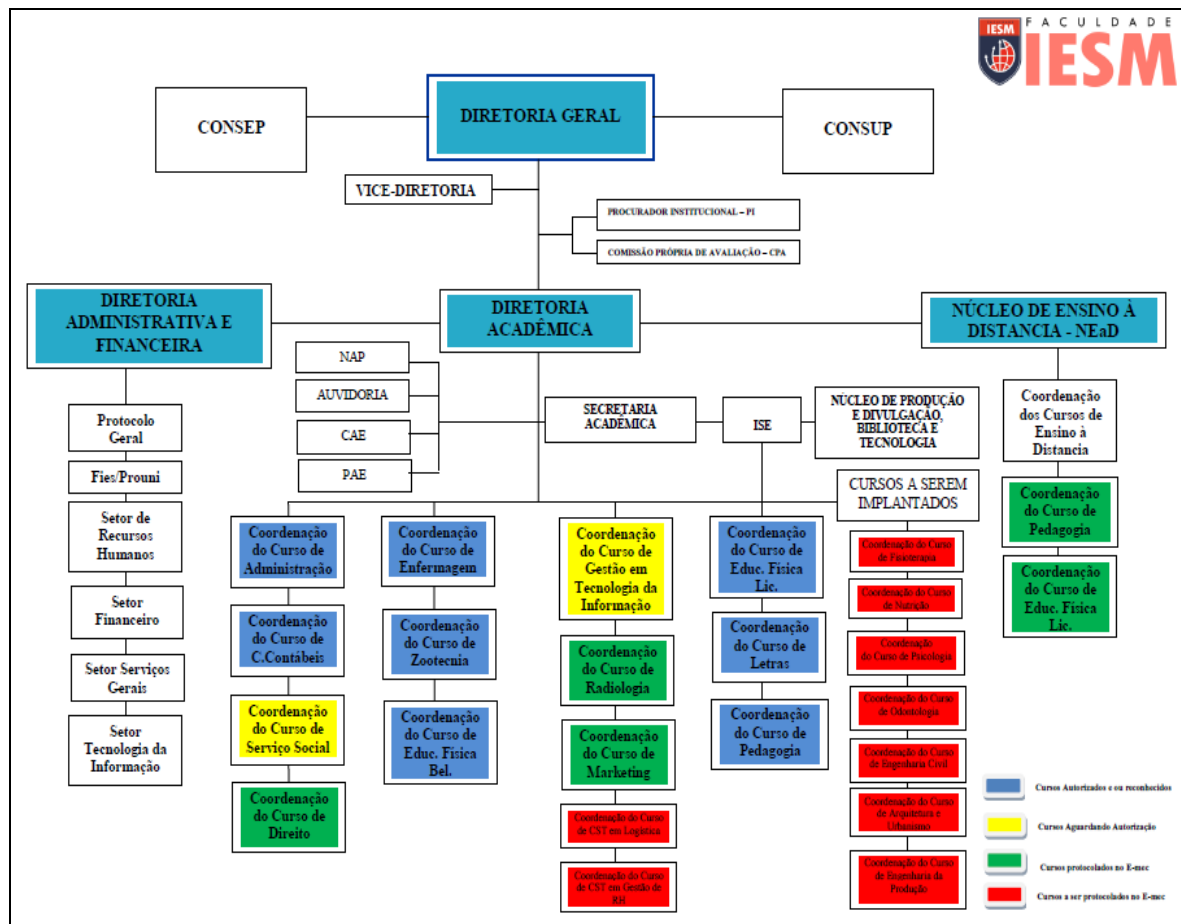 FACULDADE
IESM
IESM
CONSEP
DIRETORIA GERAL
CONSUP
VICE-DIRETORIA
PROCURADOR INSTITUCIONAL – PI
COMISSÃO PRÓPRIA DE AVALIAÇÃO – CPA
DIRETORIA
ADMINISTRATIVA E
FINANCEIRA
DIRETORIA
ACADÊMICA
NÚCLEO DE ENSINO À
DISTANCIA - NEaD
NAP
AUVIDORIA
CAE
PAE
SECRETARIA
ACADÊMICA
ISE
NÚCLEO DE PRODUÇÃO
E DIVULGAÇÃO,
BIBLIOTECA E
TECNOLOGIA
Protocolo
Geral
Fies/Prouni
Setor de
Recursos
Humanos
Setor
Financeiro
Setor Serviços
Gerais
Setor
Tecnologia da
Informação
Coordenação
do Curso de
Administração
Coordenação
do Curso de
C.Contábeis
Coordenação
do Curso de
Serviço Social
Coordenação
do Curso de
Direito
Coordenação
do Curso de
Enfermagem
Coordenação
do Curso de
Zootecnia
Coordenação
do Curso de
Educ. Física
Bel.
Coordenação
do Curso de
Gestão em
Tecnologia da
Informação
Coordenação
do Curso de
Radiologia
Coordenação
do Curso de
Marketing
Coordenação do Curso
de CST em Logística
Coordenação do Curso
de CST em Gestão de
RH
Coordenação
do Curso de
Educ. Física
Lic.
Coordenação
do Curso de
Letras
Coordenação
do Curso de
Pedagogia
CURSOS A SEREM
IMPLANTADOS
Coordenação do Curso
de Fisioterapia
Coordenação do Curso
de Nutrição
Coordenação
do Curso de Psicologia
Coordenação do Curso
de Odontologia
Coordenação do Curso
de Engenharia Civil
Coordenação do Curso
de Arquitetura e
Urbanismo
Coordenação do Curso
de Engenharia da
Produção
Coordenação
dos Cursos de
Ensino à
Distancia
Coordenação
do Curso de
Pedagogia
Coordenação
do Curso de
Educ. Física
Lic.
Cursos Autorizados e ou reconhecidos
Cursos Aguardando Autorização
Cursos protocolados no E-mec
Cursos a ser protocolados no E-mec